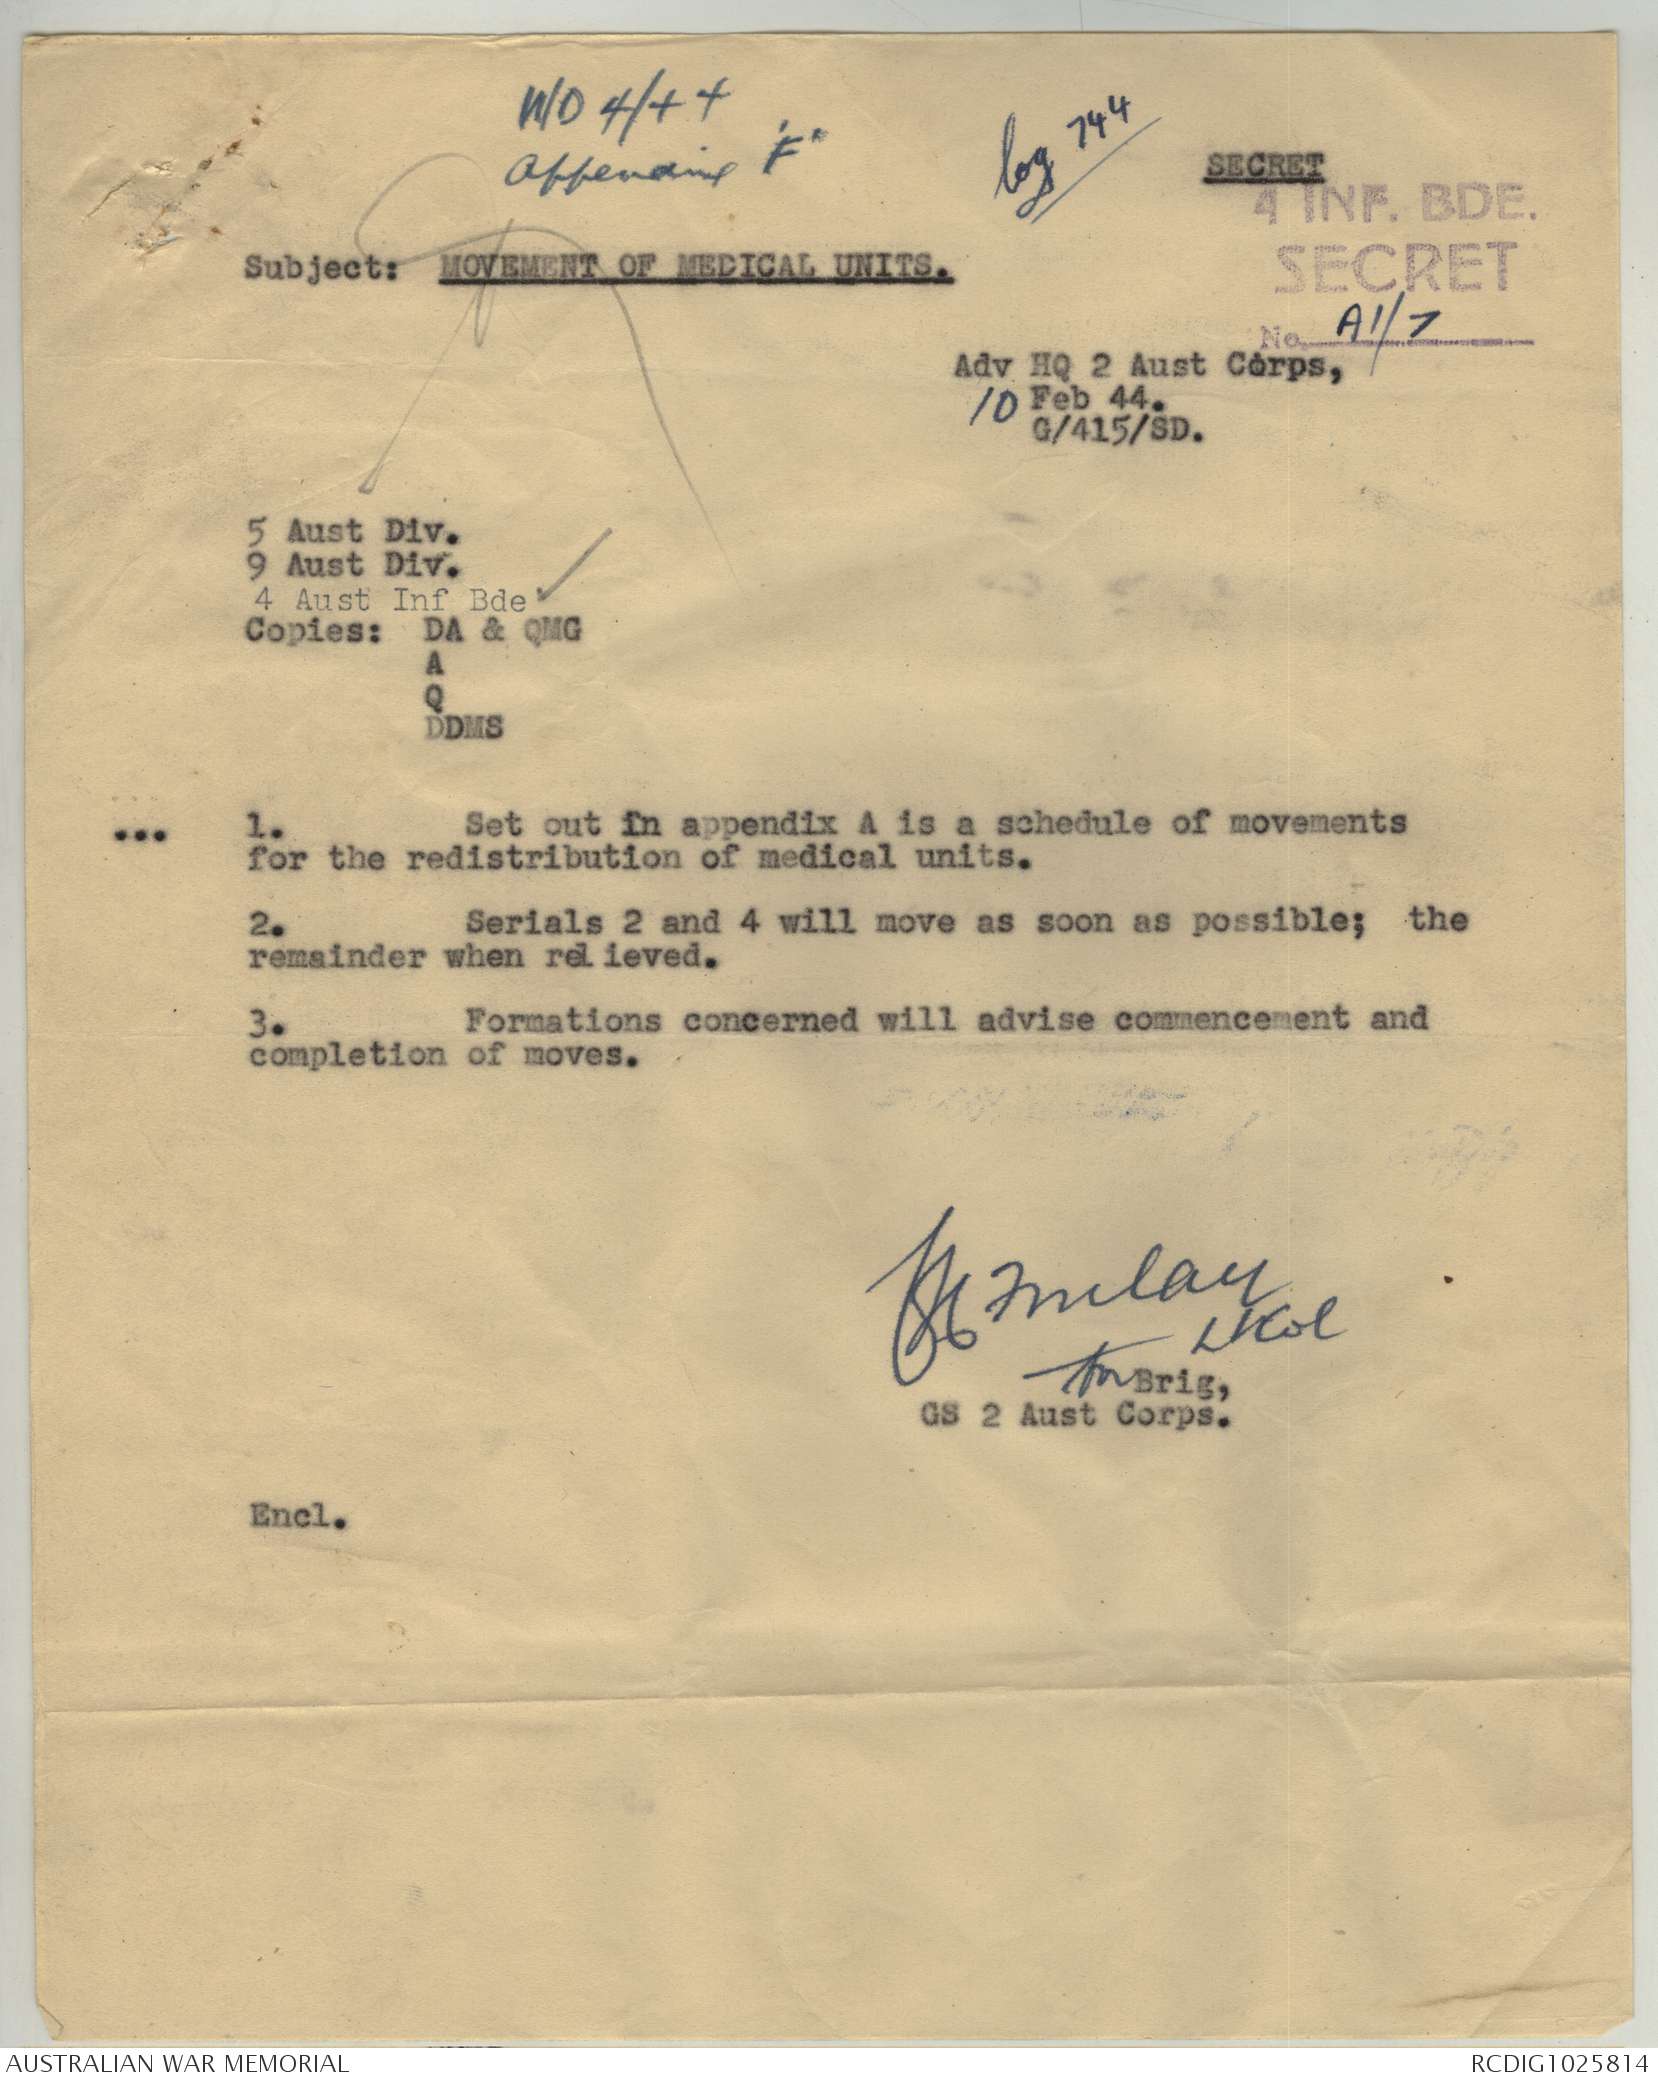 Appendix "F"
log 744
SECRET
4 INF. BDE.
SECRET
No. A1/7
Subject: MOVEMENT OF MEDICAL UNITS.
Adv HQ 2 Aust Corps,
10 Feb 44.
G/415/SD.
5 Aust Div.
9 Aust Div.
4 Aust Inf Bde
Copies: DA & QMG
A
Q
DDMS
... 1. Set out in appendix A is a schedule of movements
for the redistribution of medical units.
2. Serials 2 and 4 will move as soon as possible; the
remainder when relieved.
3. Formations concerned will advise commencement and
completion of moves.
Lt Col
for Brig,
GS 2 Aust Corps.
Encl.
AUSTRALIAN WAR MEMORIAL
RCDIG1025814